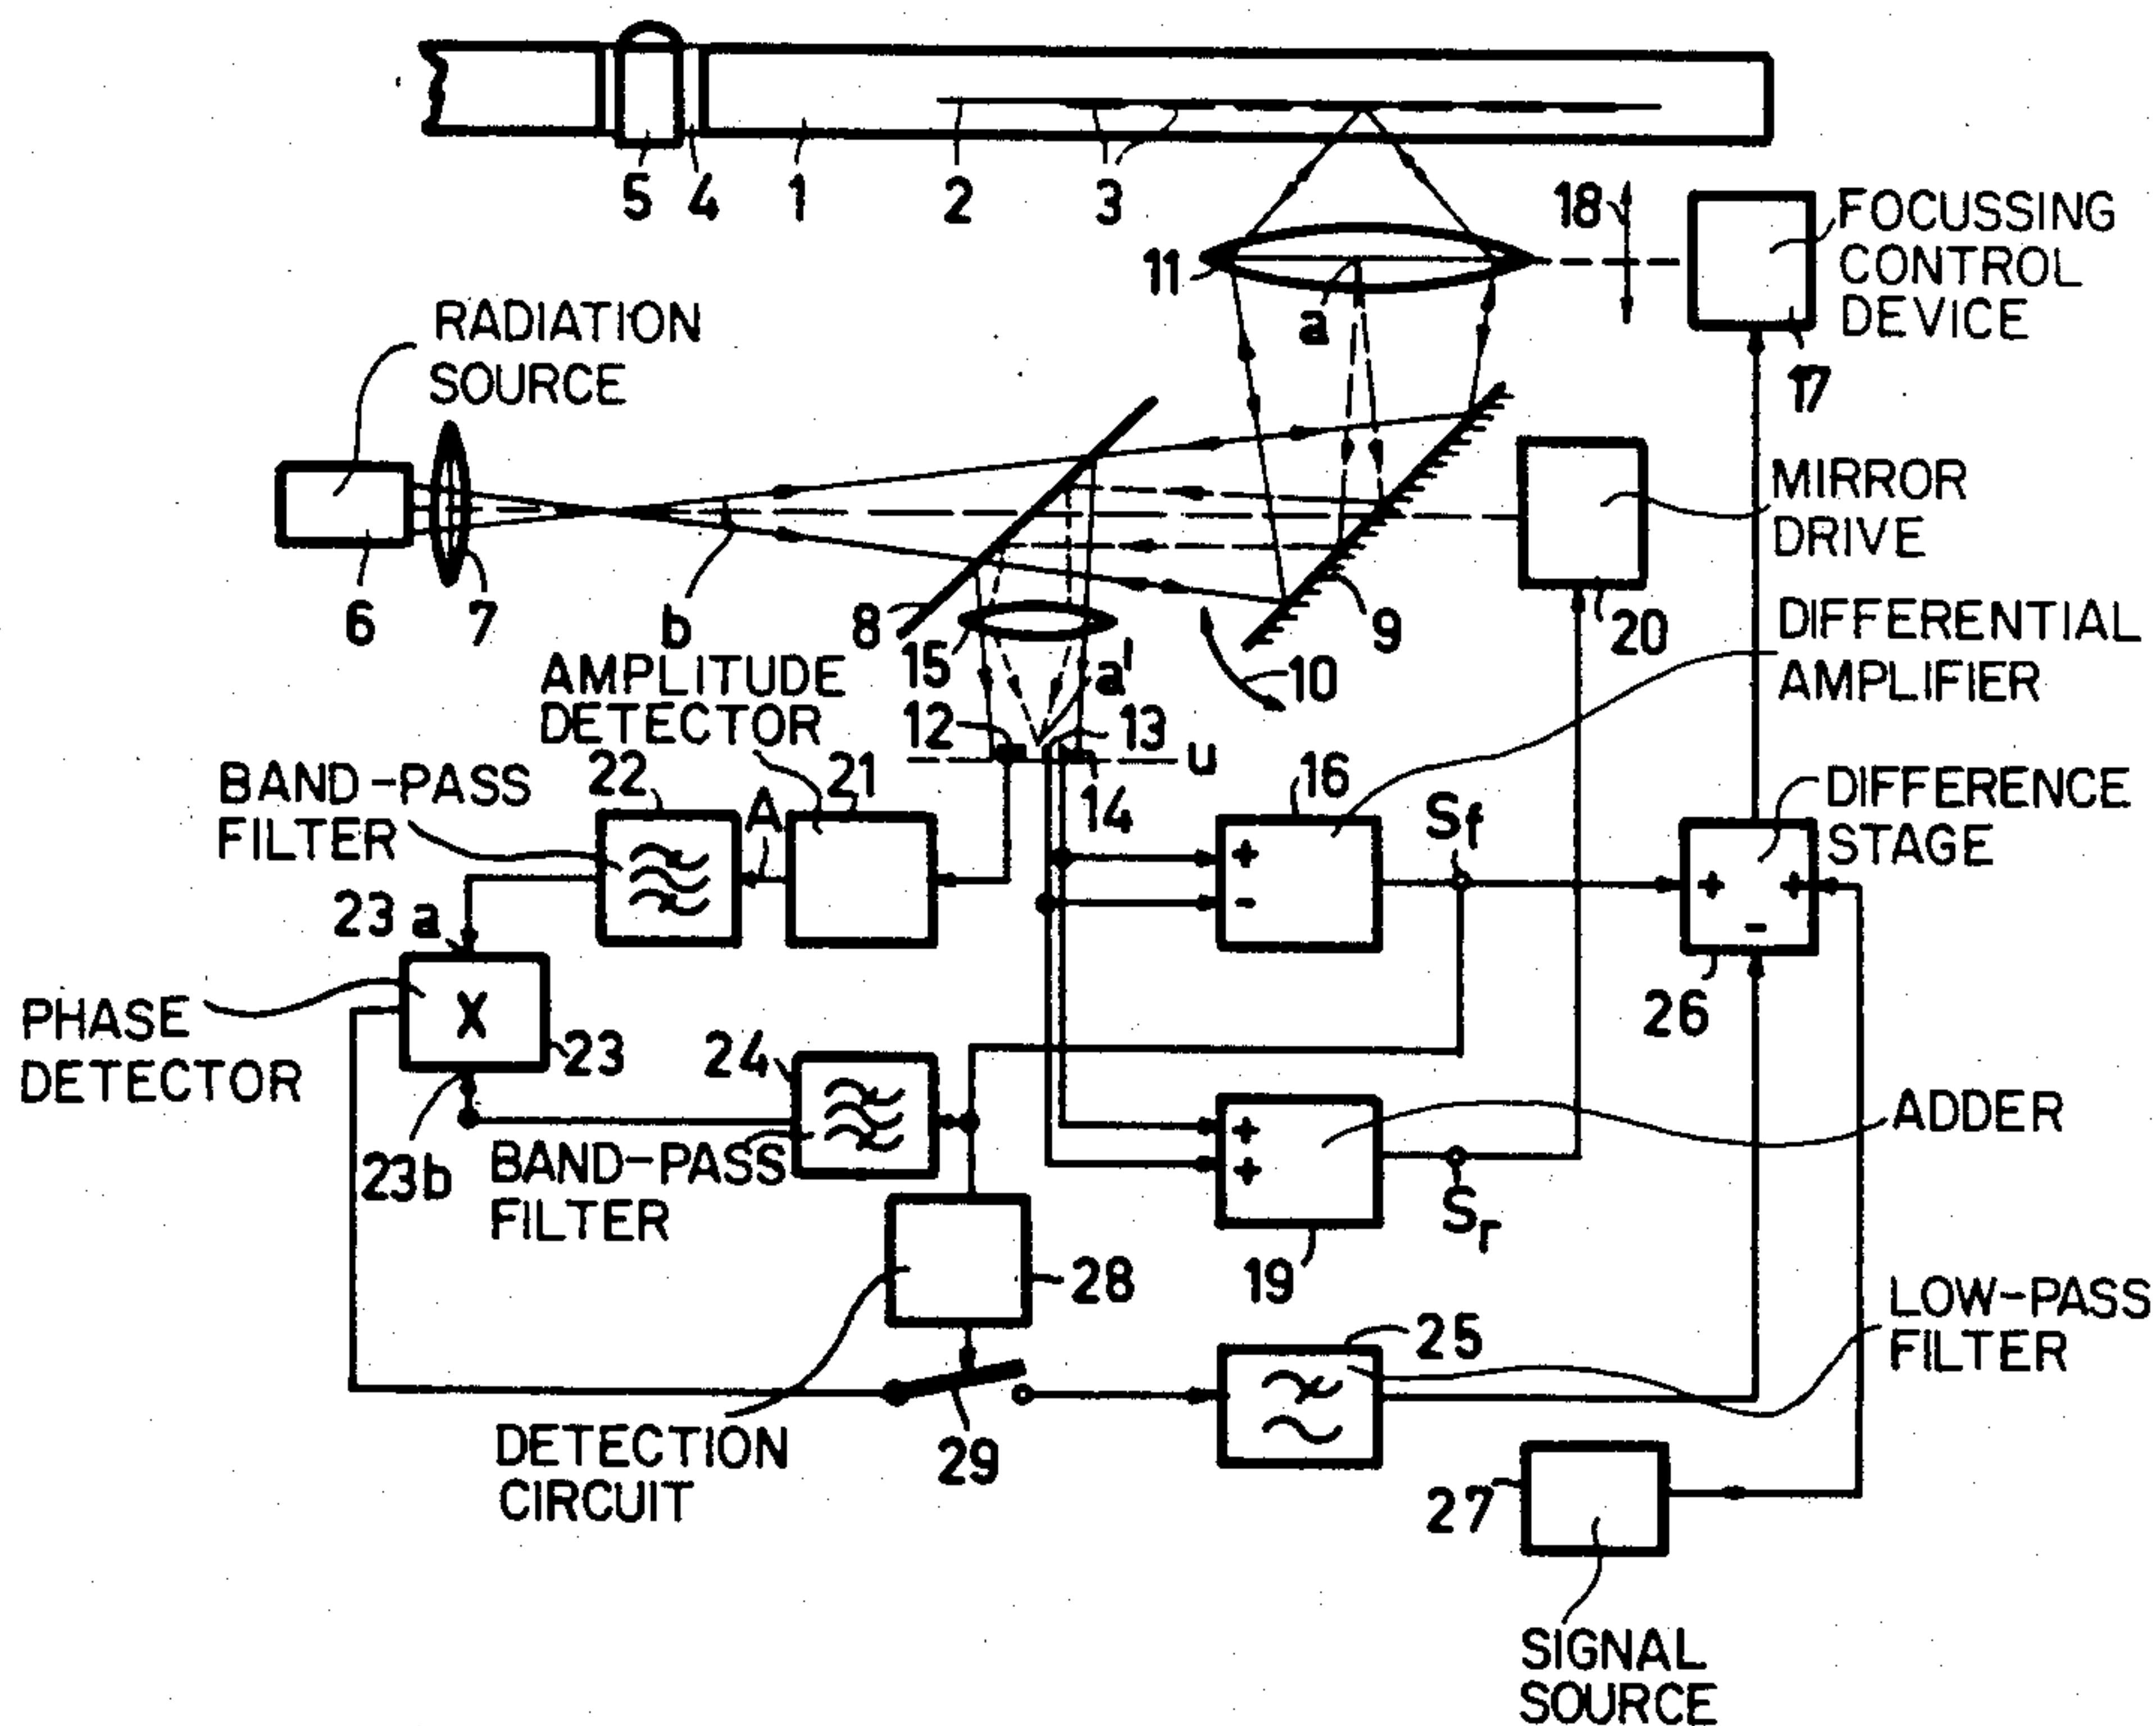 5 4 1 2 3
18
FOCUSSING
CONTROL
DEVICE
11
a
17
RADIATION
SOURCE
MIRROR
DRIVE
6 7 b 8 9 20
15
a'
10
DIFFERENTIAL
AMPLIFIER
AMPLITUDE
DETECTOR
12 13
u
14
BAND-PASS
FILTER
22 A 21 16 Sf
DIFFERENCE
STAGE
+ -
+ + -
23 a
26
PHASE
DETECTOR
X
23
24
23b
BAND-PASS
FILTER
+ +
ADDER
Sr
28 19
25
LOW-PASS
FILTER
DETECTION
CIRCUIT
29
27
SIGNAL
SOURCE